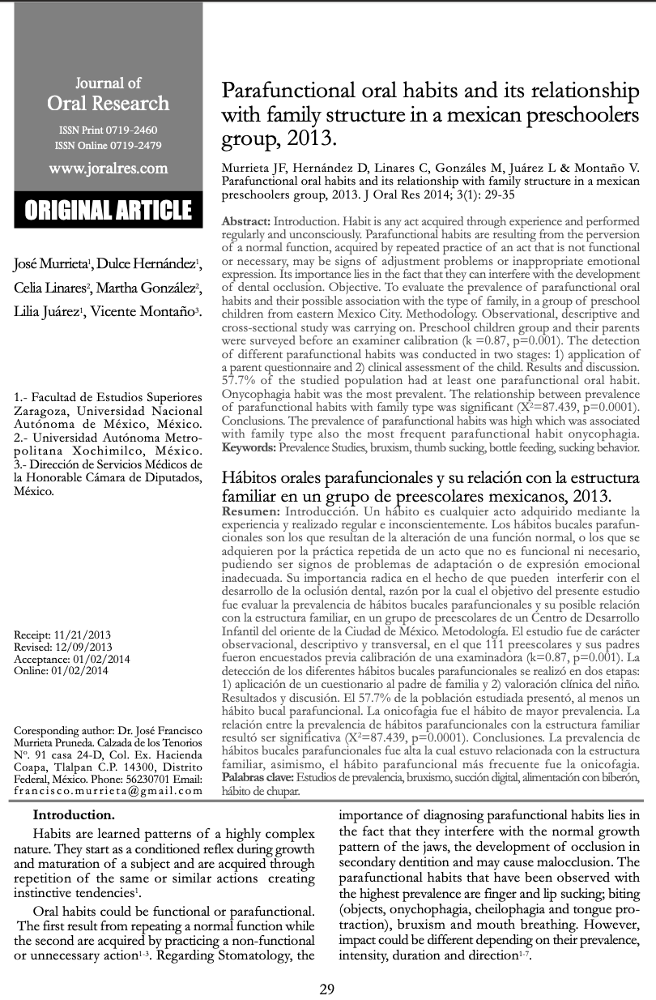 Journal of
Oral Research
ISSN Print 0719-2460
ISSN Online 0719-2479
www.joralres.com
ORIGINAL ARTICLE
José Murrieta¹, Dulce Hernández¹,
Celia Linares², Martha González²,
Lilia Juárez¹, Vicente Montaño³.
1.- Facultad de Estudios Superiores
Zaragoza, Universidad Nacional
Autónoma de México, México.
2.- Universidad Autónoma Metro-
politana Xochimilco, México.
3.- Dirección de Servicios Médicos de
la Honorable Cámara de Diputados,
México.
Receipt: 11/21/2013
Revised: 12/09/2013
Acceptance: 01/02/2014
Online: 01/02/2014
Coresponding author: Dr. José Francisco
Murrieta Pruneda. Calzada de los Tenorios
Nº. 91 casa 24-D, Col. Ex. Hacienda
Coapa, Tlalpan C.P. 14300, Distrito
Federal, México. Phone: 56230701 Email:
francisco.murrieta@gmail.com
Parafunctional oral habits and its relationship
with family structure in a mexican preschoolers
group, 2013.
Murrieta JF, Hernández D, Linares C, Gonzáles M, Juárez L & Montaño V.
Parafunctional oral habits and its relationship with family structure in a mexican
preschoolers group, 2013. J Oral Res 2014; 3(1): 29-35
Abstract: Introduction. Habit is any act acquired through experience and performed
regularly and unconsciously. Parafunctional habits are resulting from the perversion
of a normal function, acquired by repeated practice of an act that is not functional
or necessary, may be signs of adjustment problems or inappropriate emotional
expression. Its importance lies in the fact that they can interfere with the development
of dental occlusion. Objective. To evaluate the prevalence of parafunctional oral
habits and their possible association with the type of family, in a group of preschool
children from eastern Mexico City. Methodology. Observational, descriptive and
cross-sectional study was carrying on. Preschool children group and their parents
were surveyed before an examiner calibration (k =0.87, p=0.001). The detection
of different parafunctional habits was conducted in two stages: 1) application of
a parent questionnaire and 2) clinical assessment of the child. Results and discussion.
57.7% of the studied population had at least one parafunctional oral habit.
Onycophagia habit was the most prevalent. The relationship between prevalence
of parafunctional habits with family type was significant (X²=87.439, p=0.0001).
Conclusions. The prevalence of parafunctional habits was high which was associated
with family type also the most frequent parafunctional habit onycophagia.
Keywords: Prevalence Studies, bruxism, thumb sucking, bottle feeding, sucking behavior.
Hábitos orales parafuncionales y su relación con la estructura
familiar en un grupo de preescolares mexicanos, 2013.
Resumen: Introducción. Un hábito es cualquier acto adquirido mediante la
experiencia y realizado regular e inconscientemente. Los hábitos bucales parafun-
cionales son los que resultan de la alteración de una función normal, o los que se
adquieren por la práctica repetida de un acto que no es funcional ni necesario,
pudiendo ser signos de problemas de adaptación o de expresión emocional
inadecuada. Su importancia radica en el hecho de que pueden interferir con el
desarrollo de la oclusión dental, razón por la cual el objetivo del presente estudio
fue evaluar la prevalencia de hábitos bucales parafuncionales y su posible relación
con la estructura familiar, en un grupo de preescolares de un Centro de Desarrollo
Infantil del oriente de la Ciudad de México. Metodología. El estudio fue de carácter
observacional, descriptivo y transversal, en el que 111 preescolares y sus padres
fueron encuestados previa calibración de una examinadora (k=0.87, p=0.001). La
detección de los diferentes hábitos bucales parafuncionales se realizó en dos etapas:
1) aplicación de un cuestionario al padre de familia y 2) valoración clínica del niño.
Resultados y discusión. El 57.7% de la población estudiada presentó, al menos un
hábito bucal parafuncional. La onicofagia fue el hábito de mayor prevalencia. La
relación entre la prevalencia de hábitos parafuncionales con la estructura familiar
resultó ser significativa (X²=87.439, p=0.0001). Conclusiones. La prevalencia de
hábitos bucales parafuncionales fue alta la cual estuvo relacionada con la estructura
familiar, asimismo, el hábito parafuncional más frecuente fue la onicofagia.
Palabras clave: Estudios de prevalencia, bruxismo, succión digital, alimentación con biberón,
hábito de chupar.
Introduction.
Habits are learned patterns of a highly complex
nature. They start as a conditioned reflex during growth
and maturation of a subject and are acquired through
repetition of the same or similar actions creating
instinctive tendencies¹.
Oral habits could be functional or parafunctional.
The first result from repeating a normal function while
the second are acquired by practicing a non-functional
or unnecessary action¹⁻³. Regarding Stomatology, the
importance of diagnosing parafunctional habits lies in
the fact that they interfere with the normal growth
pattern of the jaws, the development of occlusion in
secondary dentition and may cause malocclusion. The
parafunctional habits that have been observed with
the highest prevalence are finger and lip sucking; biting
(objects, onychophagia, cheilophagia and tongue pro-
traction), bruxism and mouth breathing. However,
impact could be different depending on their prevalence,
intensity, duration and direction¹⁻⁷.
29